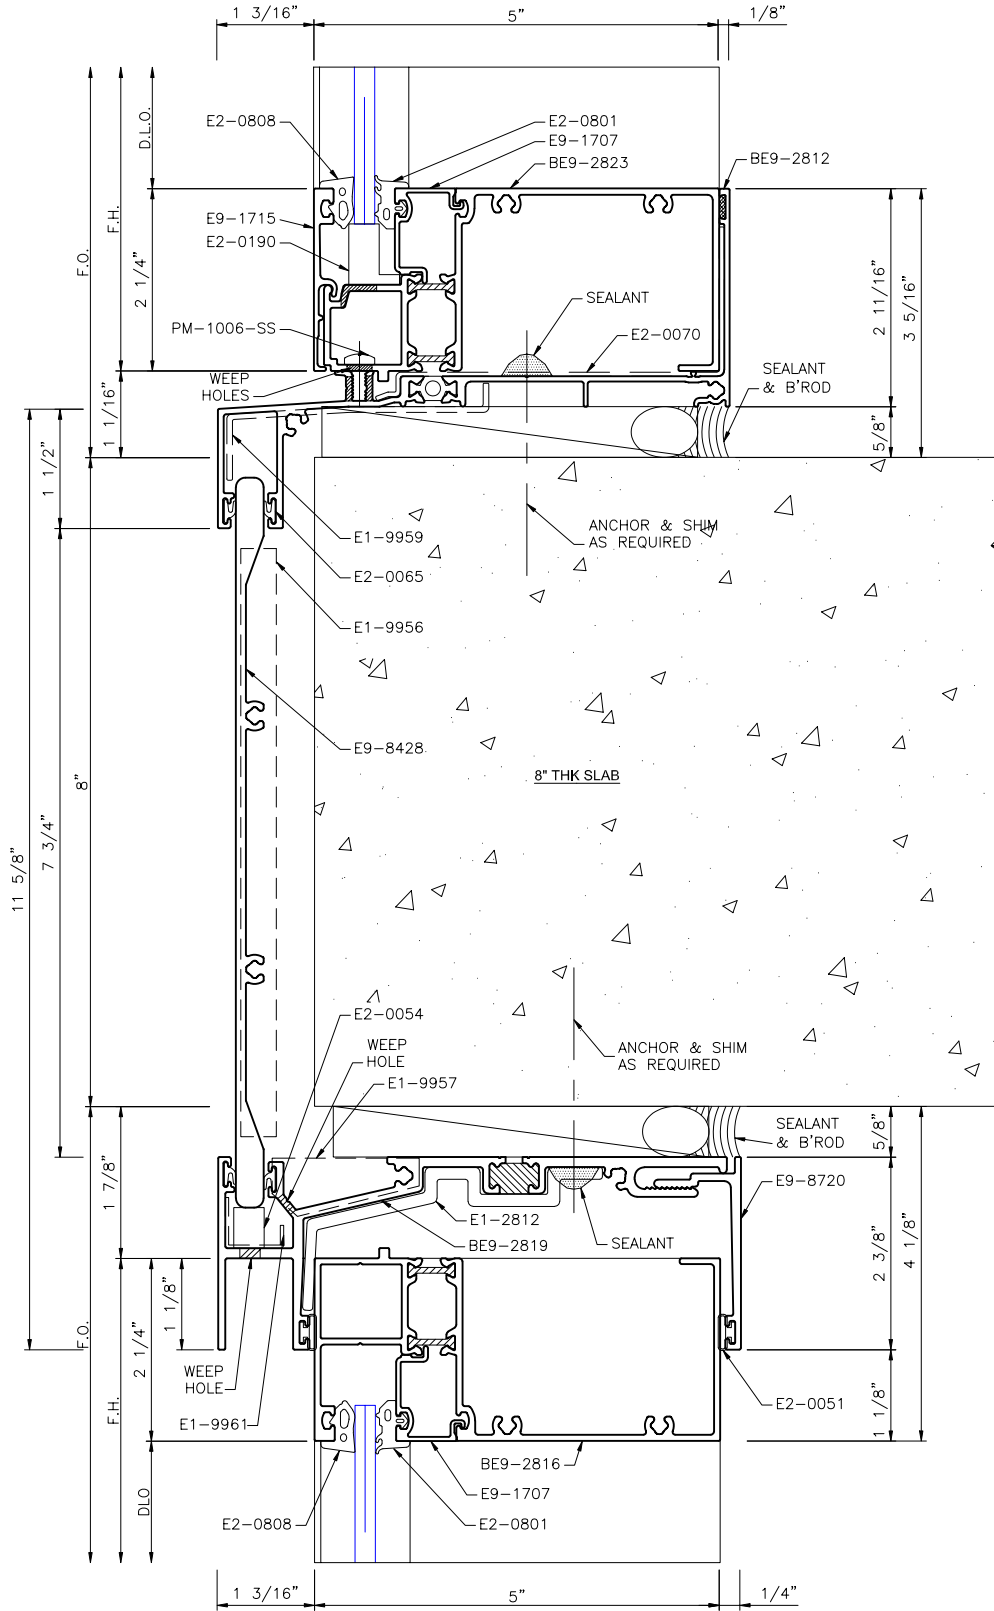 1 3/16"
5"
1/8"
E2-0808
E2-0801
E9-1707
BE9-2823
BE9-2812
D.L.O.
F.H.
F.O.
E9-1715
E2-0190
2 1/4"
SEALANT
2 11/16"
3 5/16"
PM-1006-SS
E2-0070
WEEP
HOLES
SEALANT
& B'ROD
1 1/16"
5/8"
1 1/2"
E1-9959
ANCHOR & SHIM
AS REQUIRED
E2-0065
E1-9956
E9-8428
8" THK SLAB
8"
7 3/4"
11 5/8"
E2-0054
WEEP
HOLE
E1-9957
ANCHOR & SHIM
AS REQUIRED
SEALANT
& B'ROD
5/8"
1 7/8"
E9-8720
E1-2812
BE9-2819
SEALANT
2 3/8"
4 1/8"
1 1/8"
2 1/4"
F.O.
WEEP
HOLE
E2-0051
E1-9961
1 1/8"
F.H.
BE9-2816
E9-1707
DLO
E2-0808
E2-0801
1 3/16"
5"
1/4"